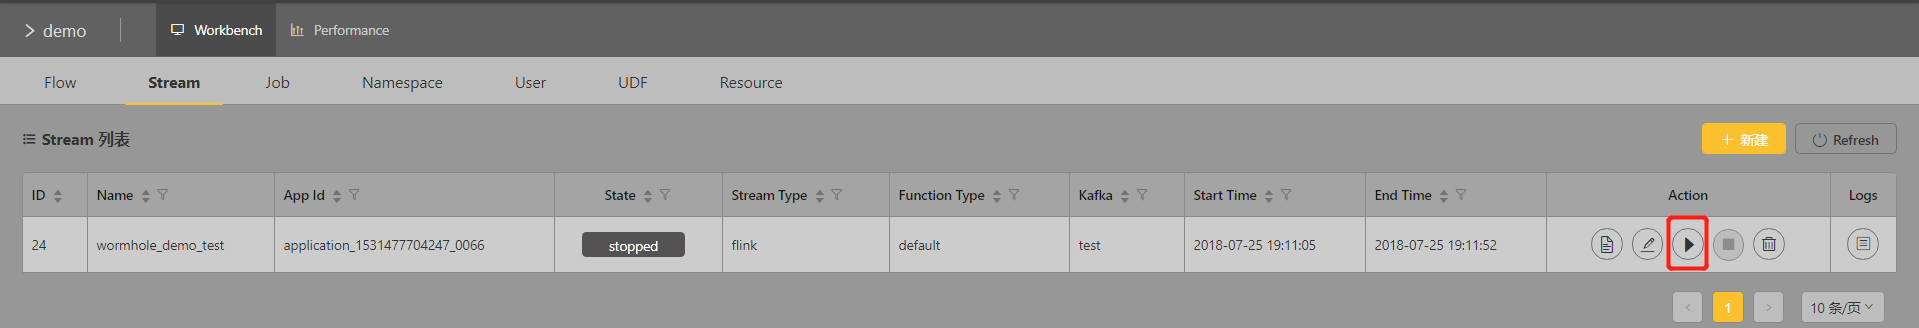 demo Workbench Performance
Flow Stream Job Namespace User UDF Resource
Stream 列表 + 新建 Refresh
ID Name App Id State Stream Type Function Type Kafka Start Time End Time Action Logs
24 wormhole_demo_test application_1531477704247_0066 stopped flink default test 2018-07-25 19:11:05 2018-07-25 19:11:52
1 10 条/页